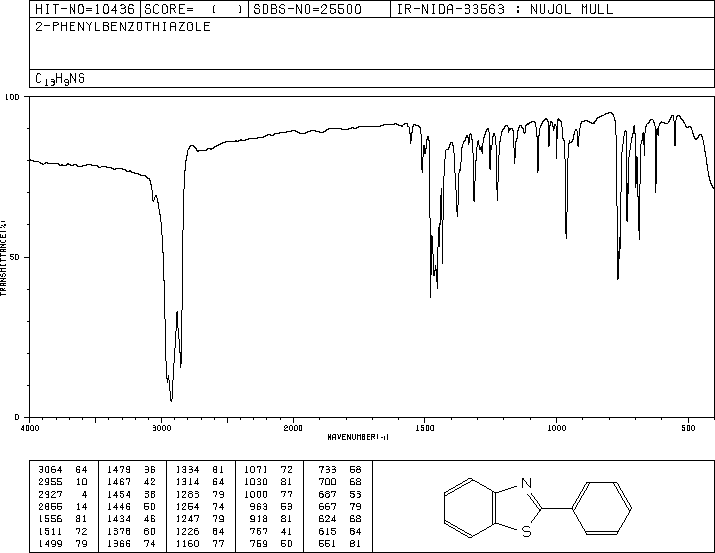 HIT-NO=10436 SCORE= ( ) SDBS-NO=25500 IR-NIDA-33563 : NUJOL MULL
2-PHENYLBENZOTHIAZOLE
C13H9NS
100
50
0
TRANSMITTANCE(%)
4000 3000 2000 1500 1000 500
WAVENUMBER(-1)
3064 64 1479 36 1334 81 1071 72 733 58
2955 10 1467 42 1314 64 1030 81 700 68
2927 4 1454 38 1283 79 1000 77 687 53
2855 14 1446 50 1254 74 963 53 667 79
1556 81 1434 46 1247 79 918 81 624 68
1511 72 1378 60 1226 64 767 41 615 84
1499 79 1366 74 1160 77 759 50 551 81
N
S